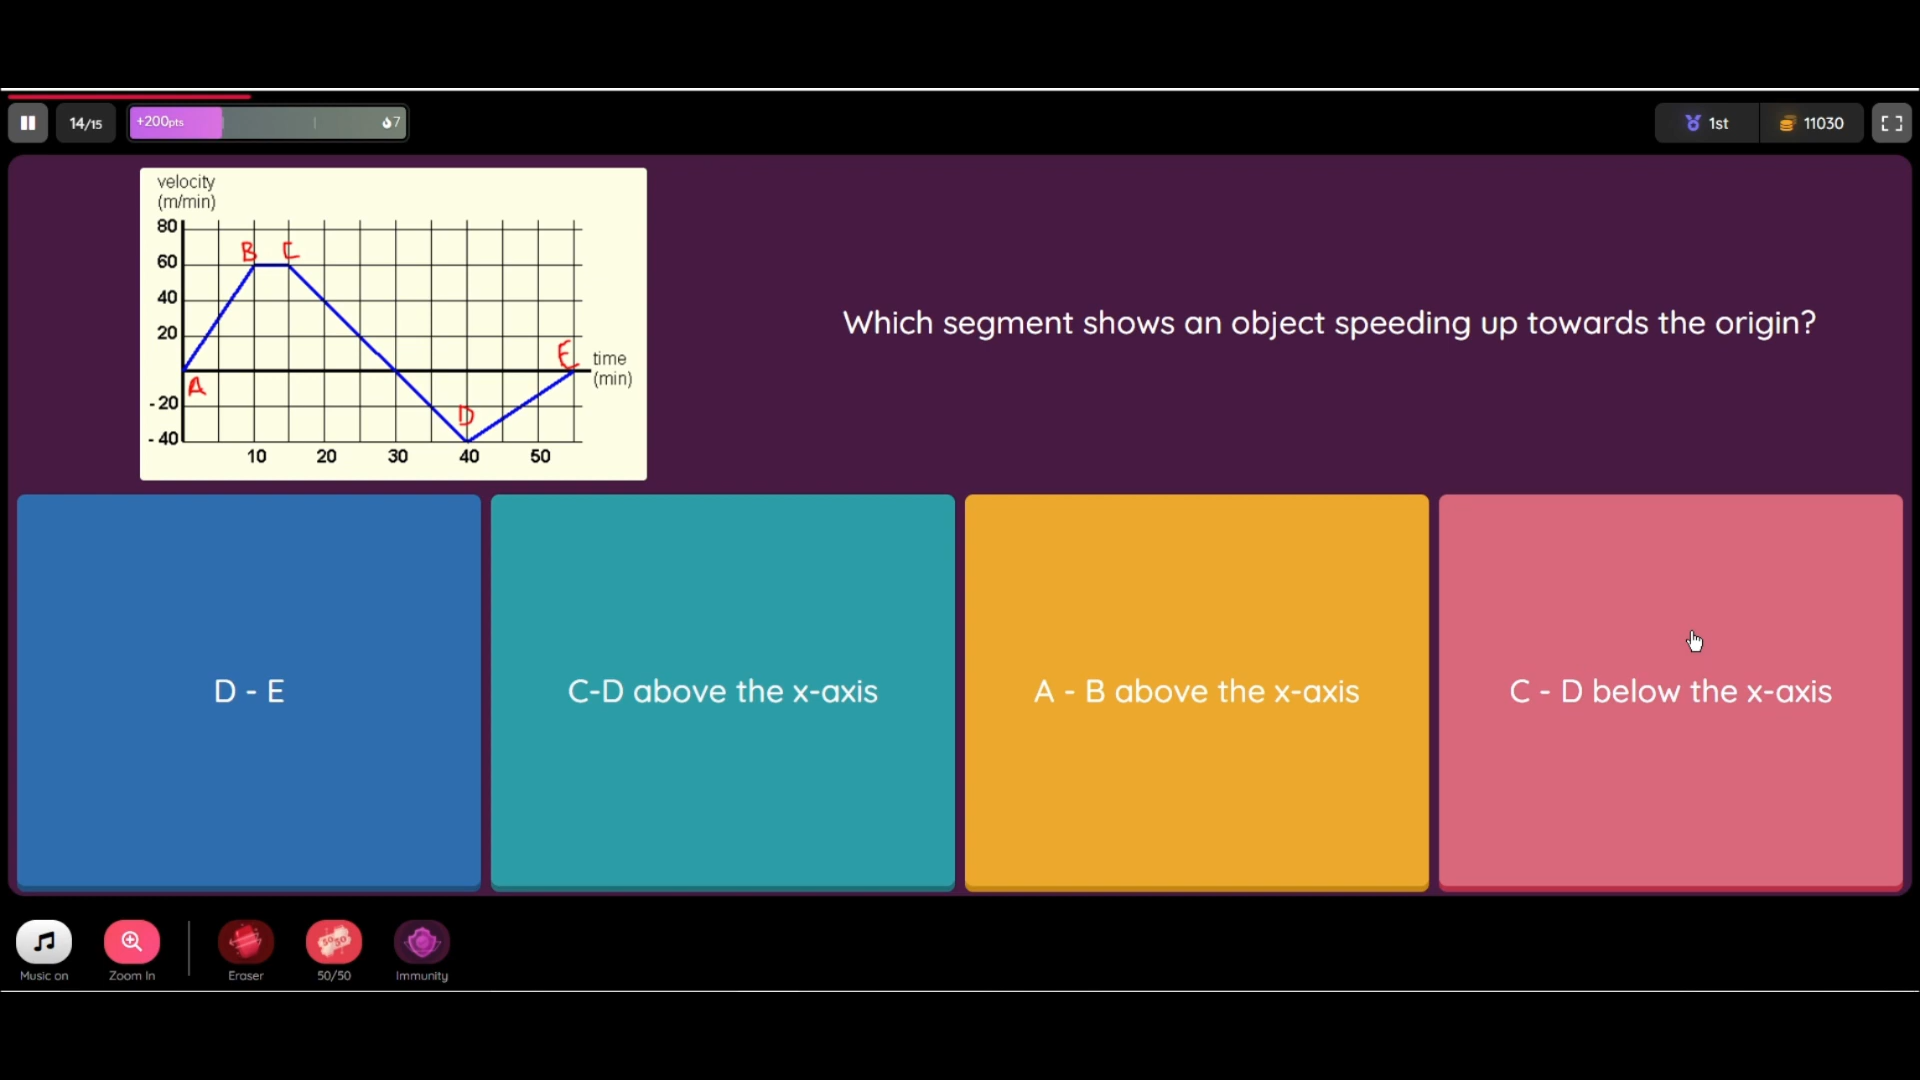 14/15
+200pts
7
1st
11030
velocity
(m/min)
80
60
40
20
-20
-40
B C
A
D
E
time
(min)
10 20 30 40 50
Which segment shows an object speeding up towards the origin?
D - E
C-D above the x-axis
A - B above the x-axis
C - D below the x-axis
50 50
Music on
Zoom In
Eraser
50/50
Immunity